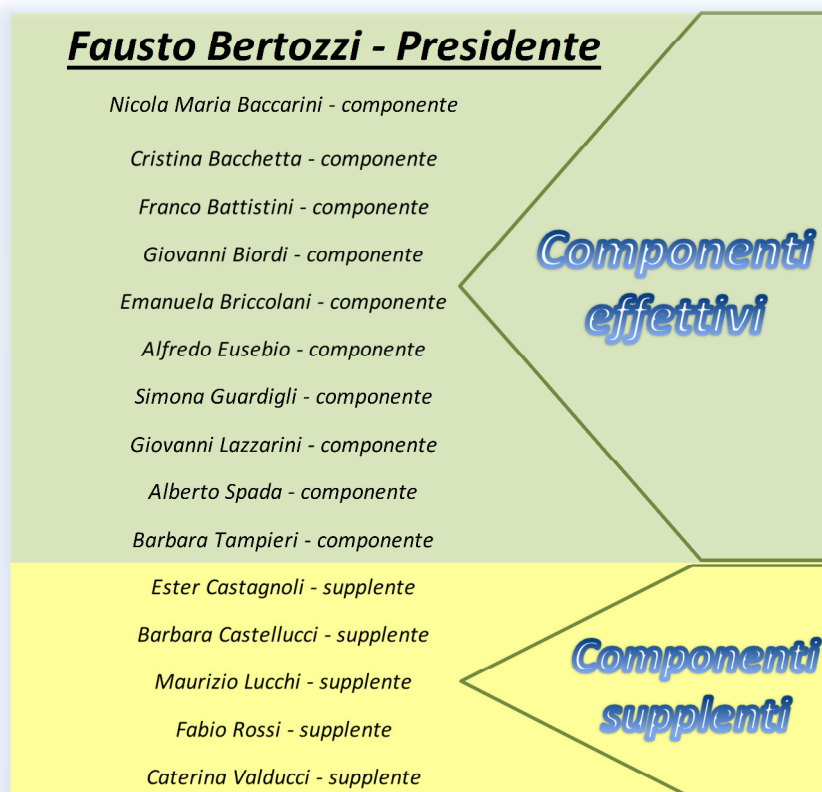 Fausto Bertozzi - Presidente
Nicola Maria Baccarini - componente
Cristina Bacchetta - componente
Franco Battistini - componente
Giovanni Biordi - componente
Emanuela Briccolani - componente
Alfredo Eusebio - componente
Simona Guardigli - componente
Giovanni Lazzarini - componente
Alberto Spada - componente
Barbara Tampieri - componente
Componenti
effettivi
Ester Castagnoli - supplente
Barbara Castellucci - supplente
Maurizio Lucchi - supplente
Fabio Rossi - supplente
Caterina Valducci - supplente
Componenti
supplenti